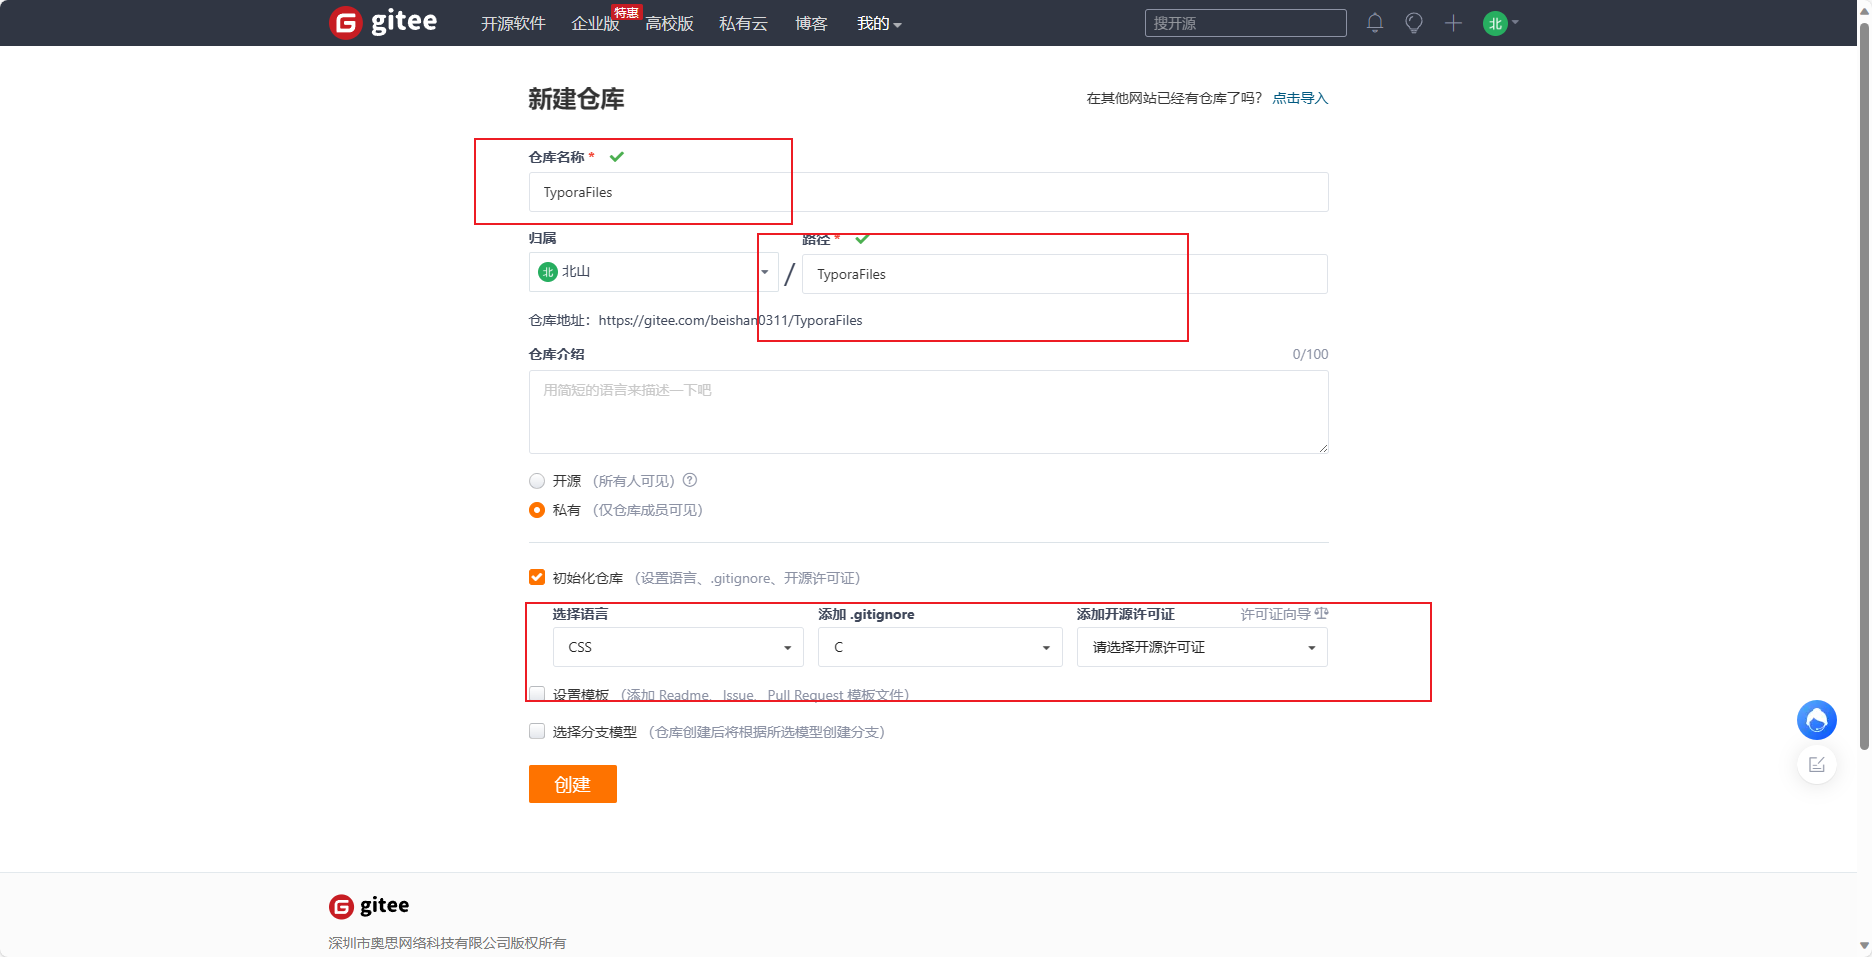 gitee 开源软件 企业版 特惠 高校版 私有云 博客 我的 搜开源 北
新建仓库 在其他网站已经有仓库了吗？ 点击导入
仓库名称 *
TyporaFiles
归属 路径 *
北 北山 / TyporaFiles
仓库地址：https://gitee.com/beishan0311/TyporaFiles
仓库介绍 0/100
用简短的语言来描述一下吧
开源 （所有人可见）
私有 （仅仓库成员可见）
初始化仓库 （设置语言、.gitignore、开源许可证）
选择语言 添加 .gitignore 添加开源许可证 许可证向导
CSS C 请选择开源许可证
设置模板 （添加 Readme、Issue、Pull Request 模板文件）
选择分支模型 （仓库创建后将根据所选模型创建分支）
创建
gitee
深圳市奥思网络科技有限公司版权所有